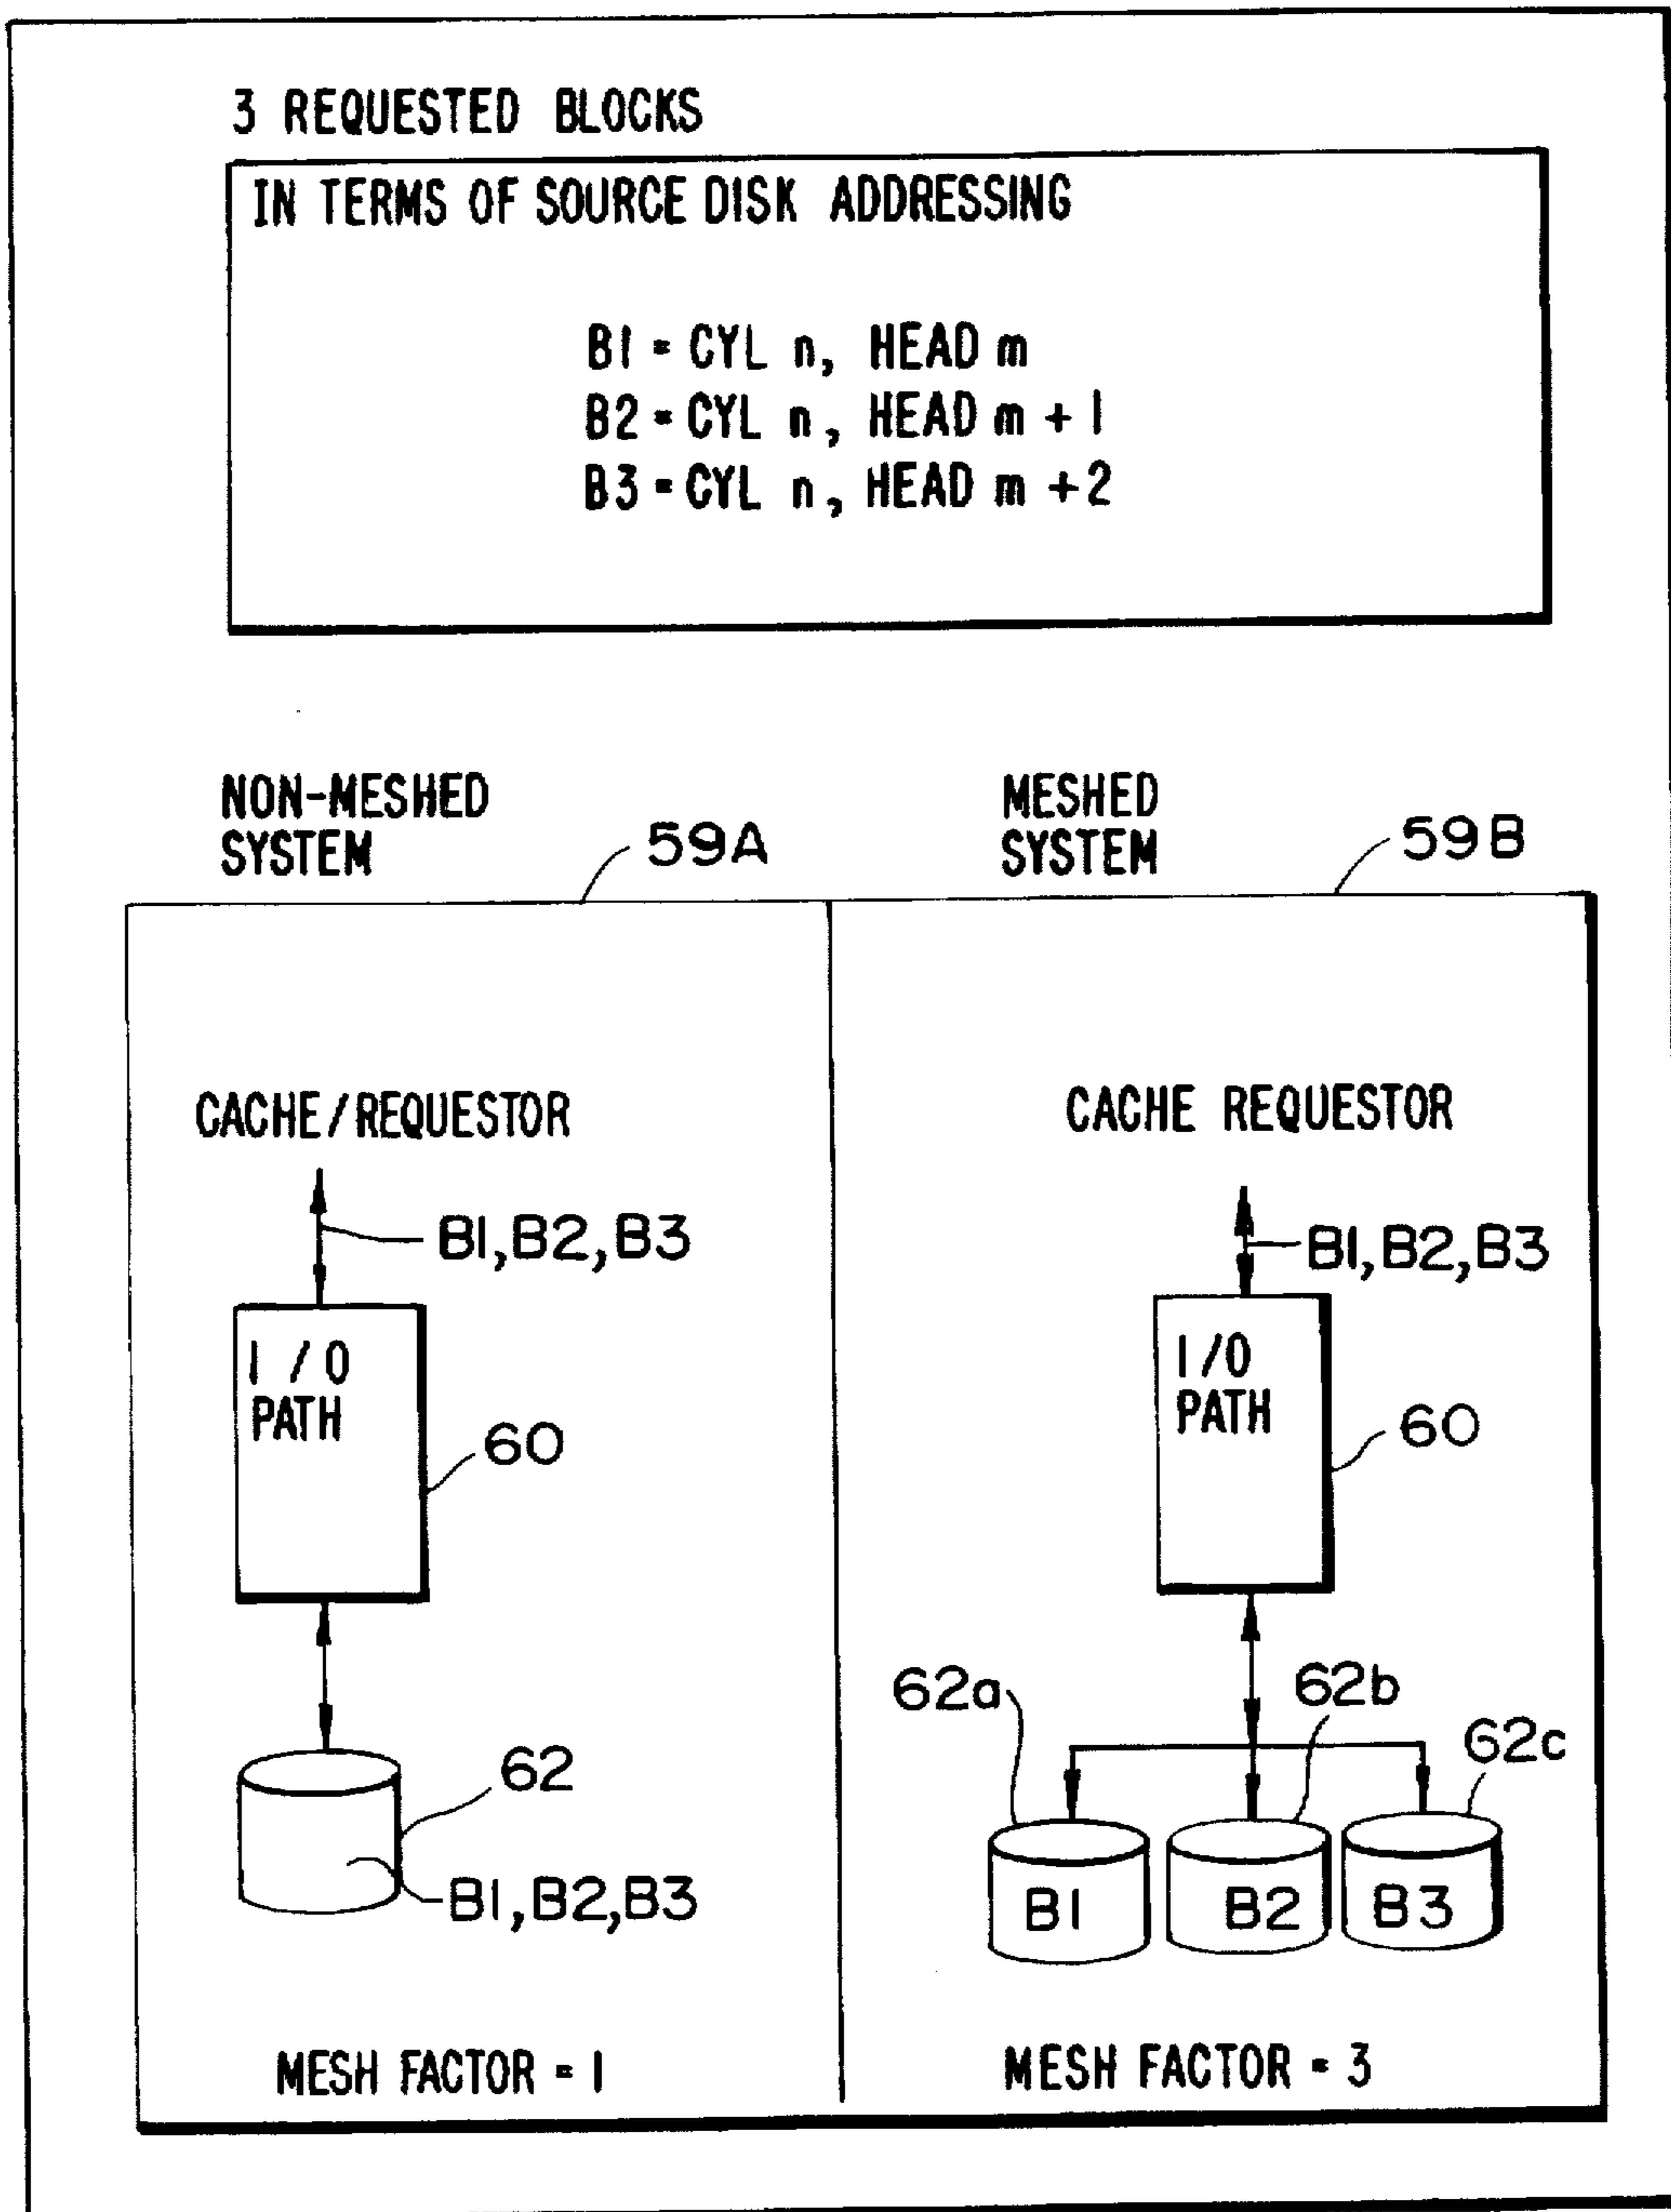 3 REQUESTED BLOCKS
IN TERMS OF SOURCE DISK ADDRESSING
B1 = CYL n, HEAD m
B2 = CYL n, HEAD m + 1
B3 = CYL n, HEAD m + 2
NON-MESHED
SYSTEM
59A
MESHED
SYSTEM
59B
CACHE/REQUESTOR
B1,B2,B3
I/O
PATH
60
62
B1,B2,B3
MESH FACTOR = 1
CACHE REQUESTOR
B1,B2,B3
I/O
PATH
60
62a
62b
62c
B1
B2
B3
MESH FACTOR = 3